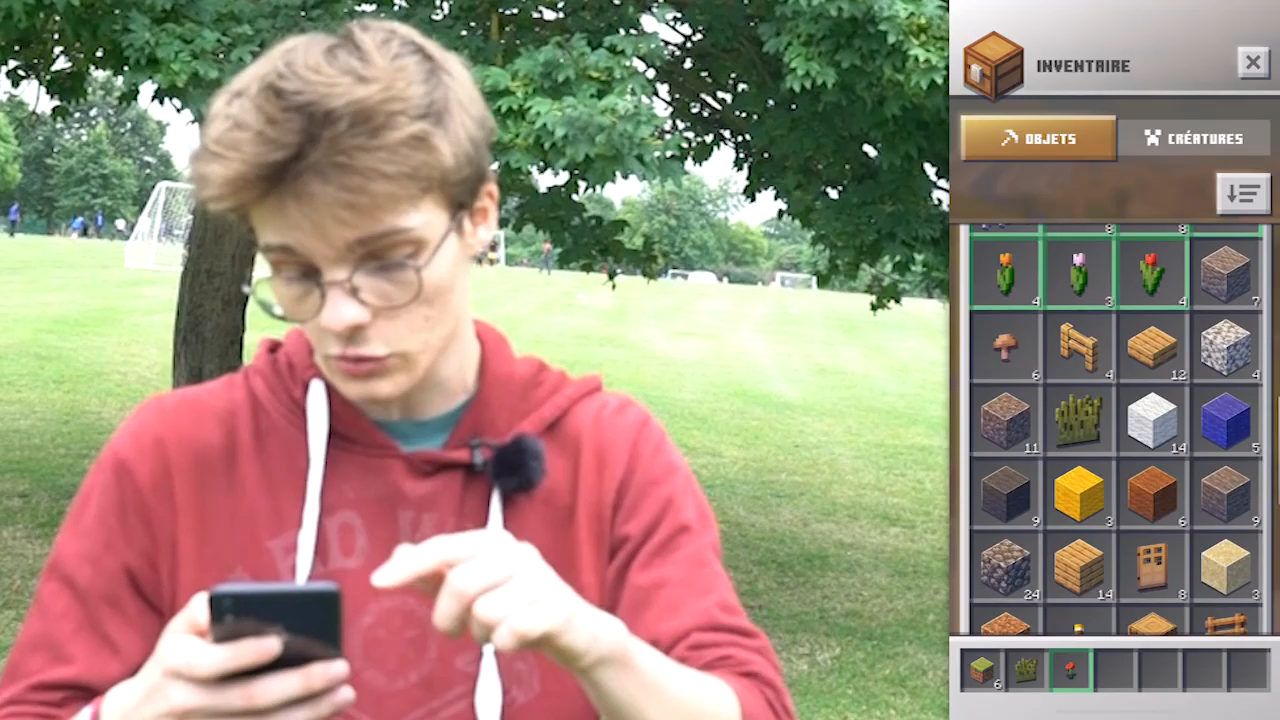 INVENTAIRE
OBJETS
CRÉATURES
8 8
4 3 4 7
6 4 12 4
11 14 5
9 3 6 9
24 14 8 3
6